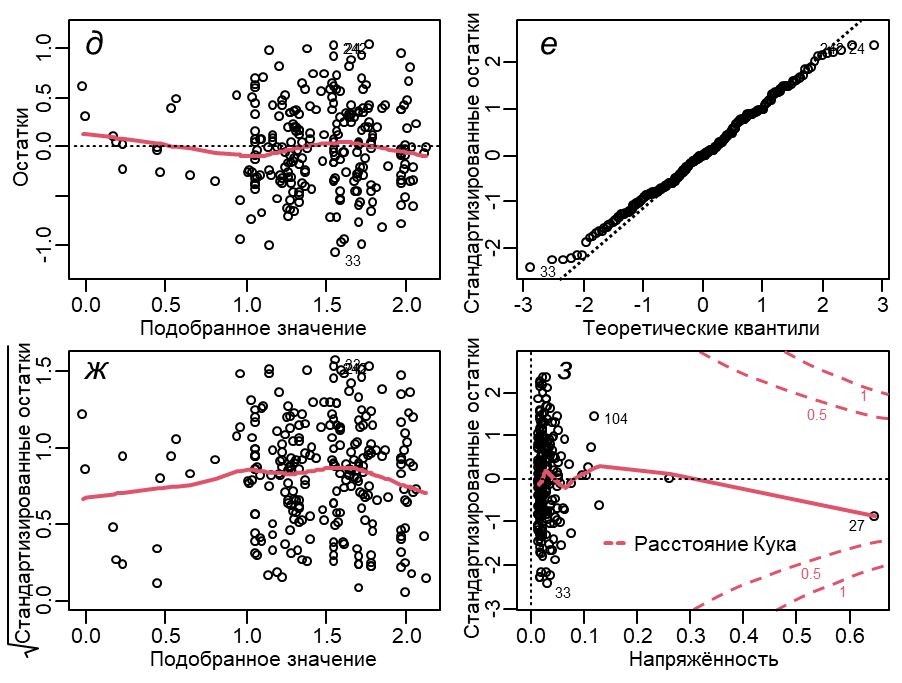 д
Остатки
-1.0 0.0 0.5 1.0
242
33
0.0 0.5 1.0 1.5 2.0
Подобранное значение
е
Стандартизированные остатки
-2 -1 0 1 2
242 24
33
-3 -2 -1 0 1 2 3
Теоретические квантили
ж
√Стандартизированные остатки
0.0 0.5 1.0 1.5
33
242
0.0 0.5 1.0 1.5 2.0
Подобранное значение
з
Стандартизированные остатки
-3 -2 -1 0 1 2
1
0.5
104
27
Расстояние Кука
0.5
1
33
0.0 0.1 0.2 0.3 0.4 0.5 0.6
Напряжённость